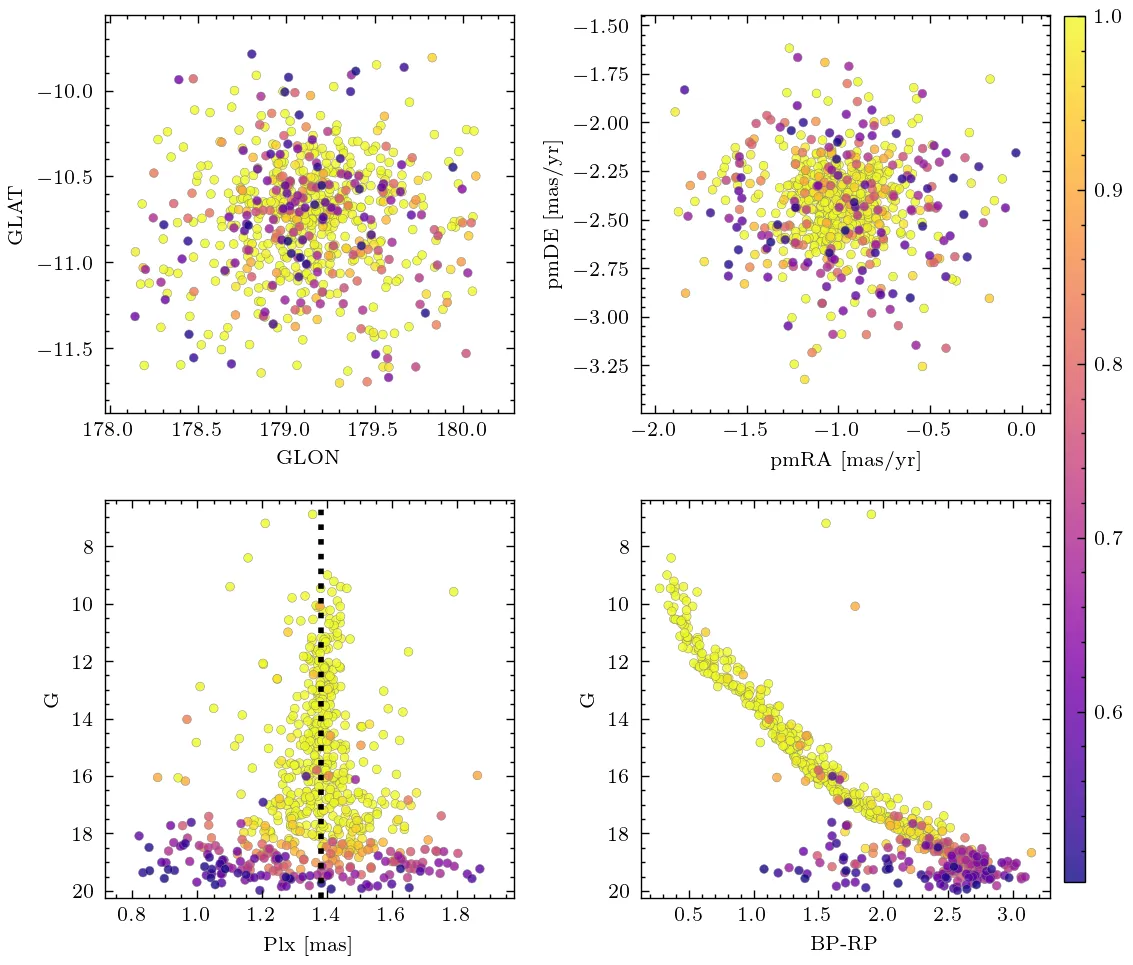 −10.0
−10.5
−11.0
−11.5
GLAT
178.0 178.5 179.0 179.5 180.0
GLON
−1.50
−1.75
−2.00
−2.25
−2.50
−2.75
−3.00
−3.25
pmDE [mas/yr]
−2.0 −1.5 −1.0 −0.5 0.0
pmRA [mas/yr]
1.0
0.9
0.8
0.7
0.6
8
10
12
14
16
18
20
G
0.8 1.0 1.2 1.4 1.6 1.8
Plx [mas]
8
10
12
14
16
18
20
G
0.5 1.0 1.5 2.0 2.5 3.0
BP-RP